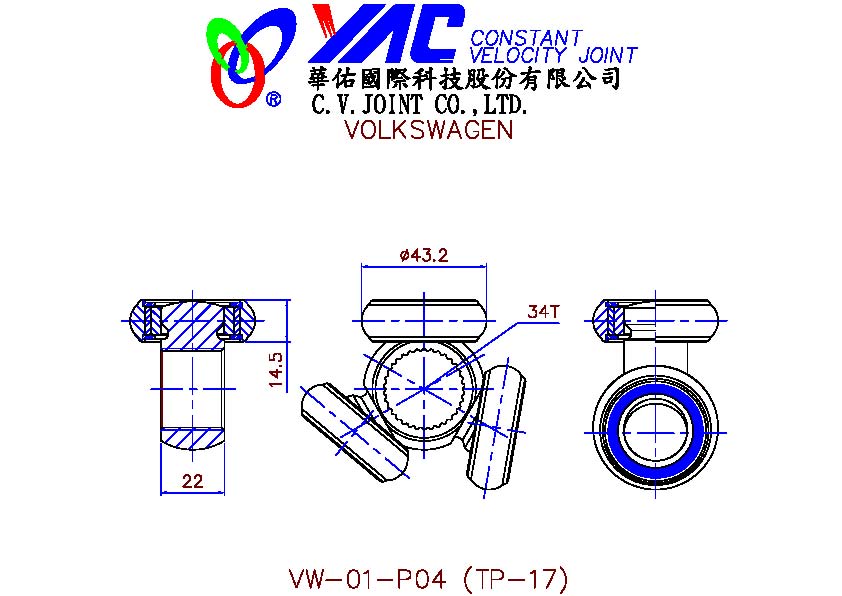 YAC CONSTANT
VELOCITY JOINT
®
華佑國際科技股份有限公司
C.V.JOINT CO.,LTD.
VOLKSWAGEN
ø43.2
34T
14.5
22
VW-01-P04 (TP-17)